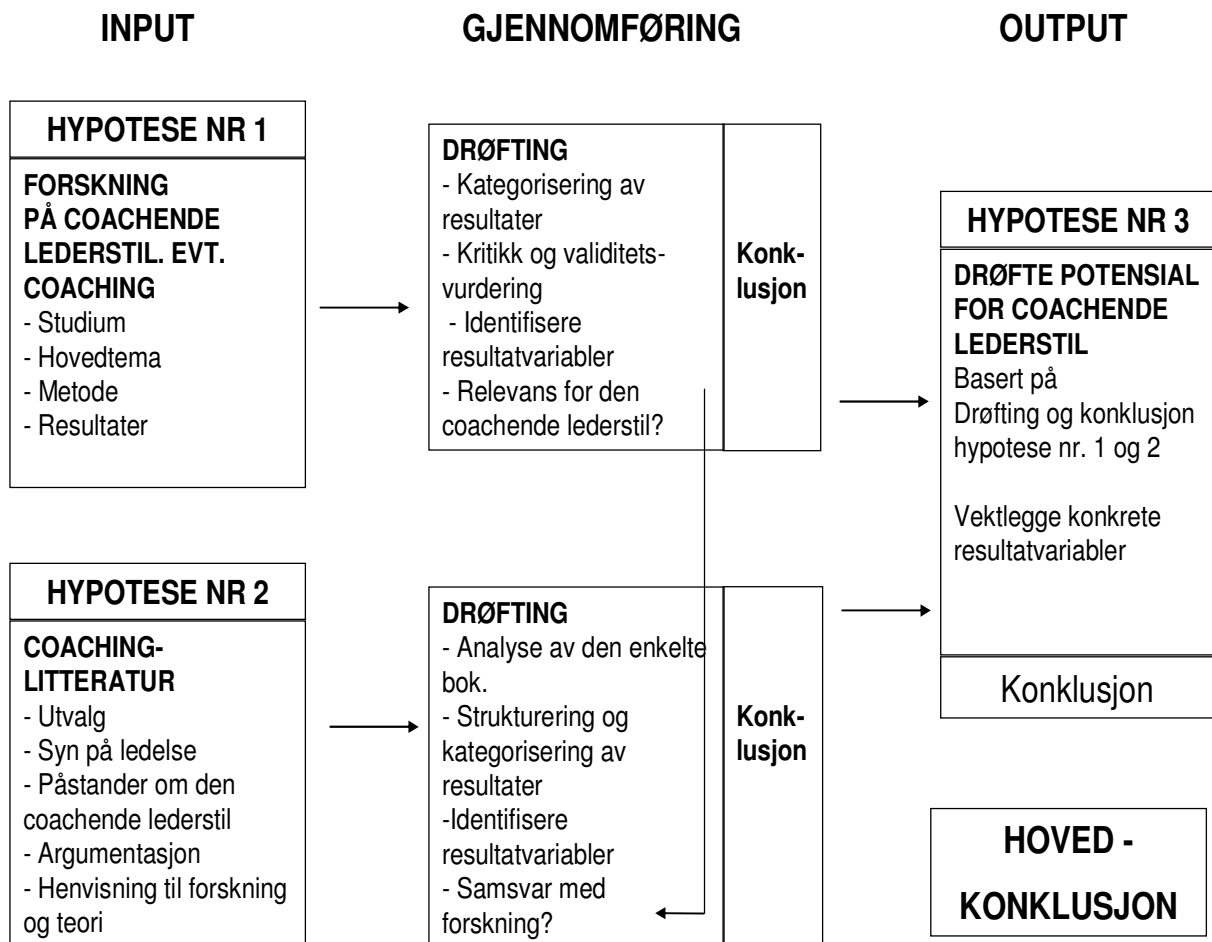 INPUT
GJENNOMFØRING
OUTPUT
HYPOTESE NR 1
FORSKNING
PÅ COACHENDE
LEDERSTIL. EVT.
COACHING
- Studium
- Hovedtema
- Metode
- Resultater
DRØFTING
- Kategorisering av
resultater
- Kritikk og validitets-
vurdering
- Identifisere
resultatvariabler
- Relevans for den
coachende lederstil?
Konk-
lusjon
HYPOTESE NR 2
COACHING-
LITTERATUR
- Utvalg
- Syn på ledelse
- Påstander om den
coachende lederstil
- Argumentasjon
- Henvisning til forskning
og teori
DRØFTING
- Analyse av den enkelte
bok.
- Strukturering og
kategorisering av
resultater
-Identifisere
resultatvariabler
- Samsvar med
forskning?
Konk-
lusjon
HYPOTESE NR 3
DRØFTE POTENSIAL
FOR COACHENDE
LEDERSTIL
Basert på
Drøfting og konklusjon
hypotese nr. 1 og 2
Vektlegge konkrete
resultatvariabler
Konklusjon
HOVED -
KONKLUSJON